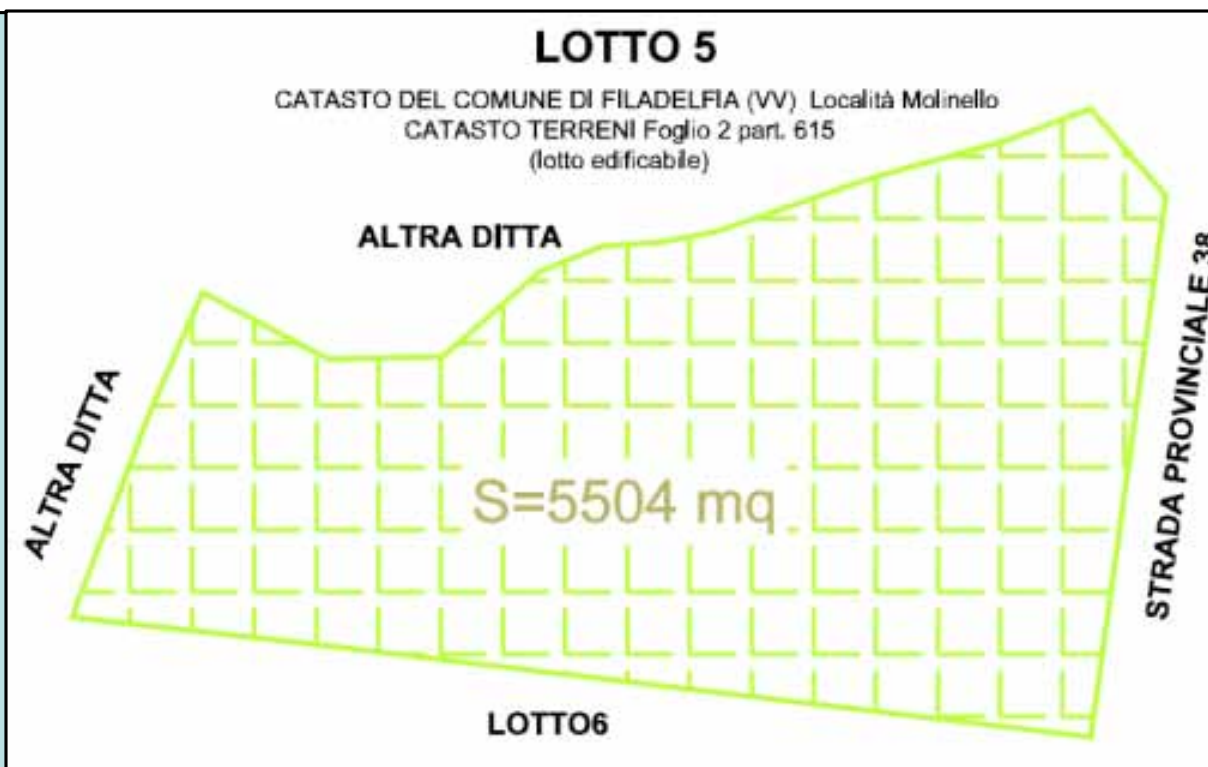 LOTTO 5
CATASTO DEL COMUNE DI FILADELFIA (VV) Località Molinello
CATASTO TERRENI Foglio 2 part. 615
(lotto edificabile)
ALTRA DITTA
ALTRA DITTA
S=5504 mq
STRADA PROVINCIALE 38
LOTTO6